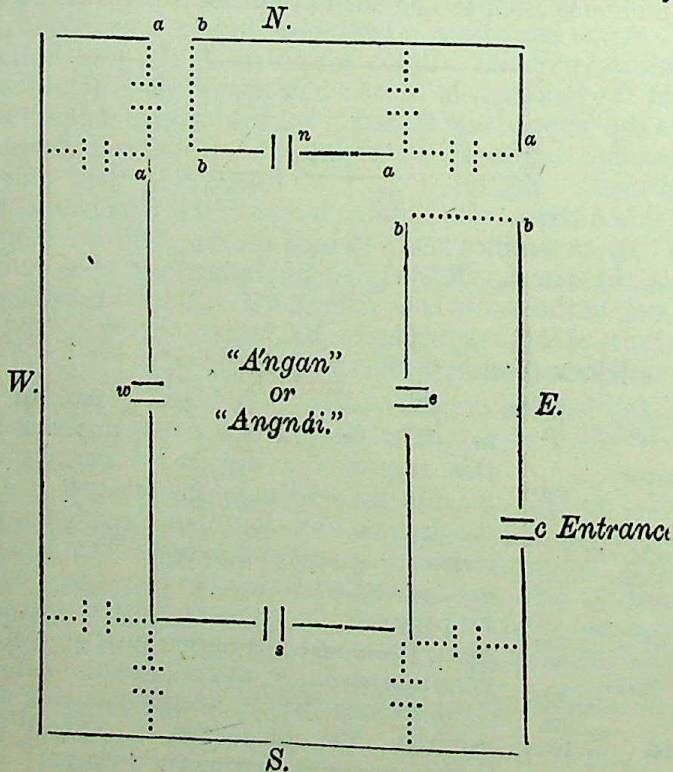 a b N.
b n a a
a
b b
W. w "A'ngan" e E.
or
"Angnái."
c Entrance
s
S.